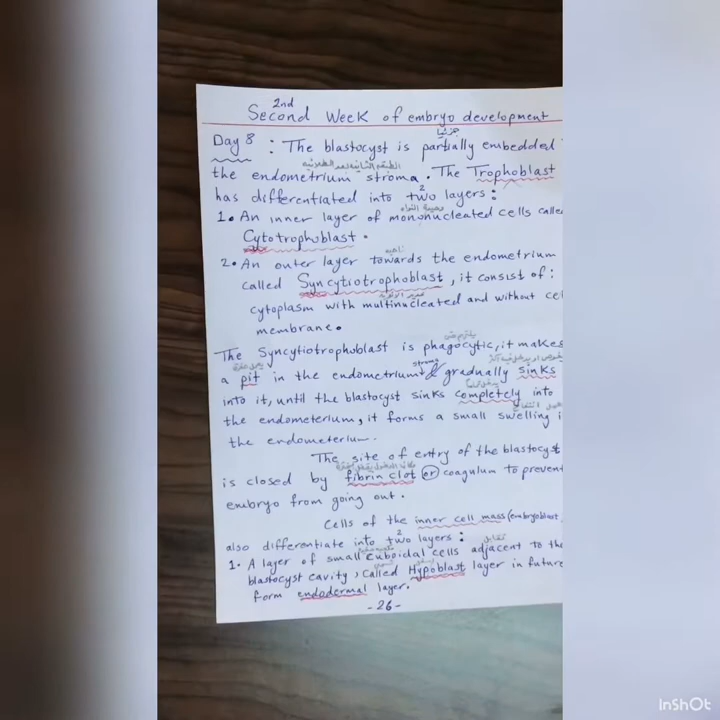 2nd
Second Week of embryo development
Day 8 : The blastocyst is partially embedded
جزئيا
the endometrium stroma. The Trophoblast
has differentiated into two layers :
2
1. An inner layer of mononucleated cells calle
Cytotrophoblast .
2. An outer layer towards the endometrium
called Syncytiotrophoblast , it consist of :
cytoplasm with multinucleated and without cel
membrane.
The Syncytiotrophoblast is phagocytic, it makes
a pit in the endometrium & gradually sinks
stroma
into it, until the blastocyst sinks completely into
the endometerium, it forms a small swelling i
the endometerium.
The site of entry of the blastocyst
is closed by fibrin clot or coagulum to prevent
embryo from going out .
Cells of the inner cell mass (embryoblast
also differentiate into two layers :
2
1. A layer of small cuboidal cells adjacent to the
blastocyst cavity , called Hypoblast layer in future
form endodermal layer.
-26-
InShOt